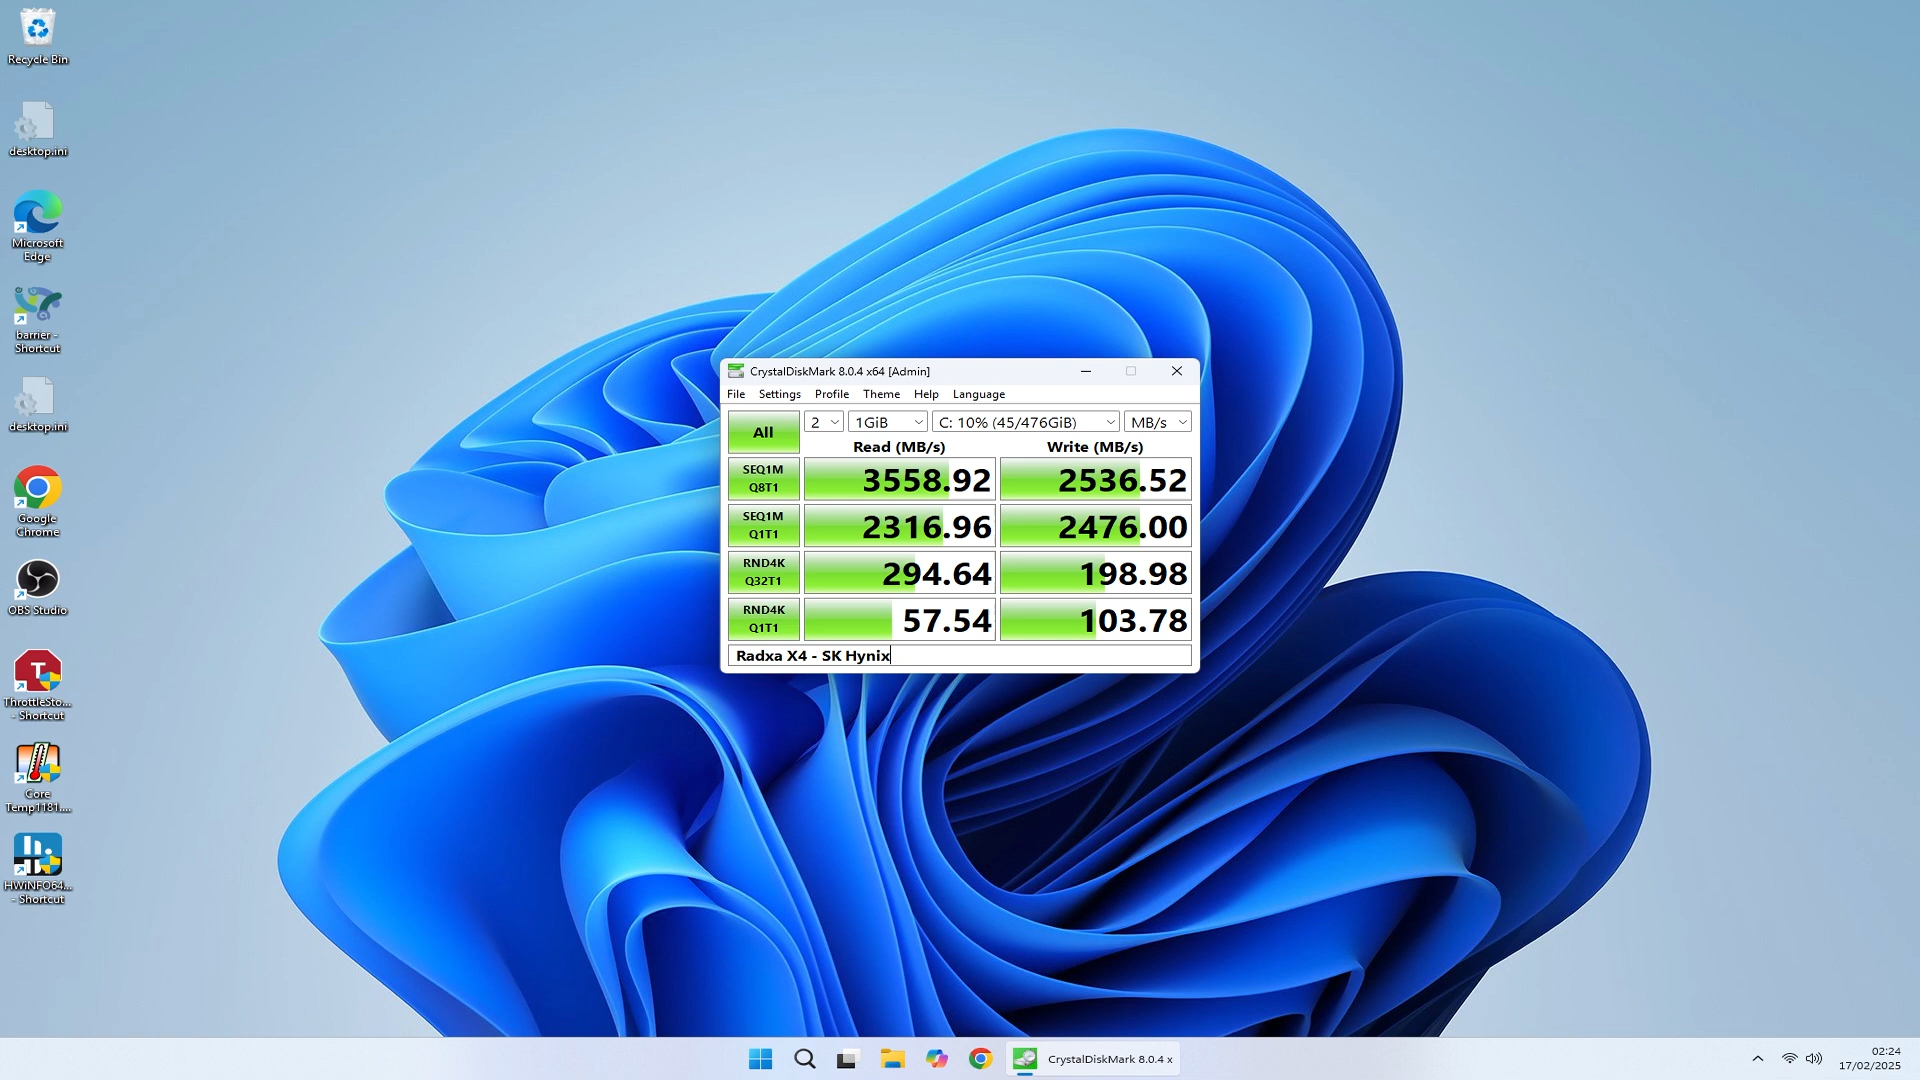 Recycle Bin
desktop.ini
Microsoft
Edge
barrier -
Shortcut
desktop.ini
Google
Chrome
OBS Studio
ThrottleSto...
- Shortcut
Core
Temp1181....
HWiNFO64...
- Shortcut
CrystalDiskMark 8.0.4 x64 [Admin]
File Settings Profile Theme Help Language
All 2 1GiB C: 10% (45/476GiB) MB/s
Read (MB/s) Write (MB/s)
SEQ1M
Q8T1
3558.92 2536.52
SEQ1M
Q1T1
2316.96 2476.00
RND4K
Q32T1
294.64 198.98
RND4K
Q1T1
57.54 103.78
Radxa X4 - SK Hynix
CrystalDiskMark 8.0.4 x
02:24
17/02/2025